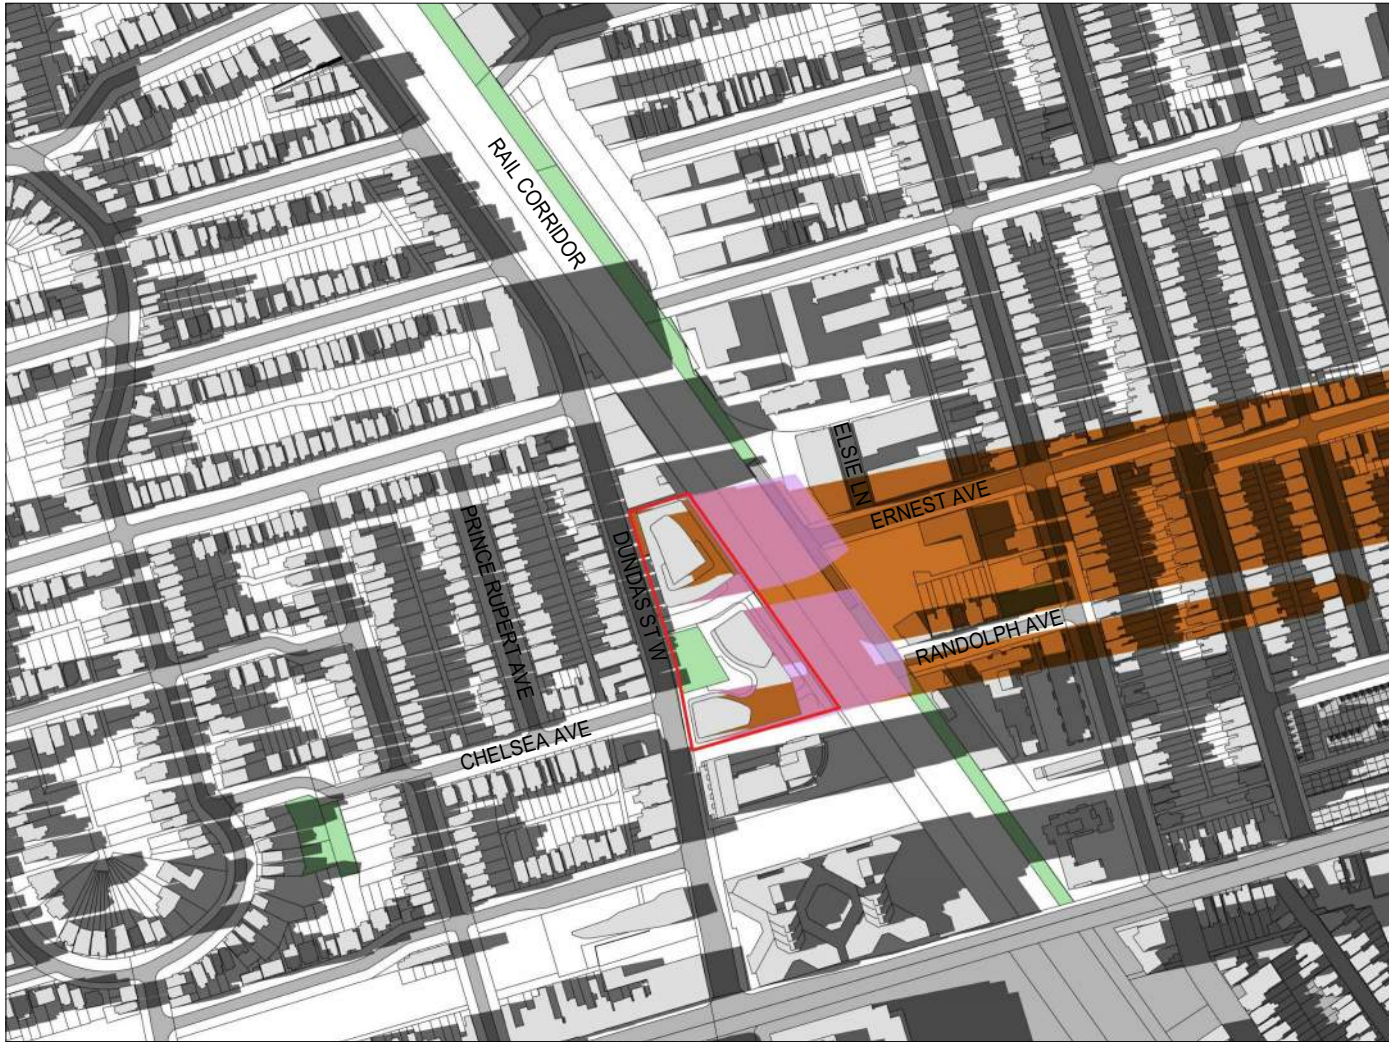 RAIL CORRIDOR
ELSIE LN
ERNEST AVE
PRINCE RUPERT AVE
DUNDAS ST W
RANDOLPH AVE
CHELSEA AVE